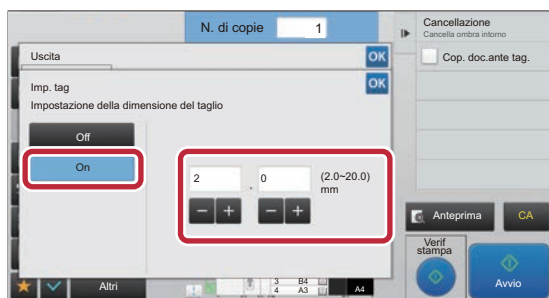 N. di copie 1
Cancellazione
Cancella ombra intorno
Uscita OK
Cop. doc.ante tag.
Imp. tag OK
Impostazione della dimensione del taglio
Off
On
2 . 0 (2.0~20.0)
mm
Anteprima CA
Verif
stampa
Avvio
Altri
3 B4
4 A3
A4